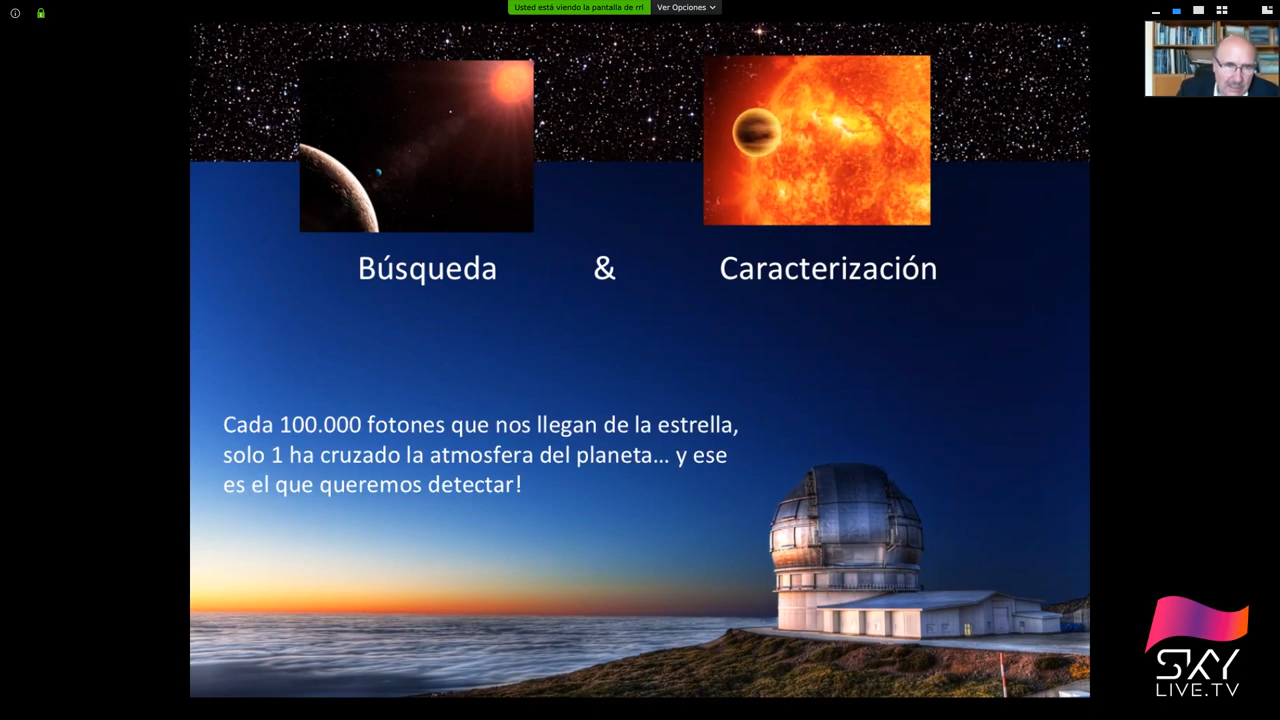 Usted está viendo la pantalla de rrl
Ver Opciones
Búsqueda & Caracterización
Cada 100.000 fotones que nos llegan de la estrella,
solo 1 ha cruzado la atmosfera del planeta... y ese
es el que queremos detectar!
SKY
LIVE.TV